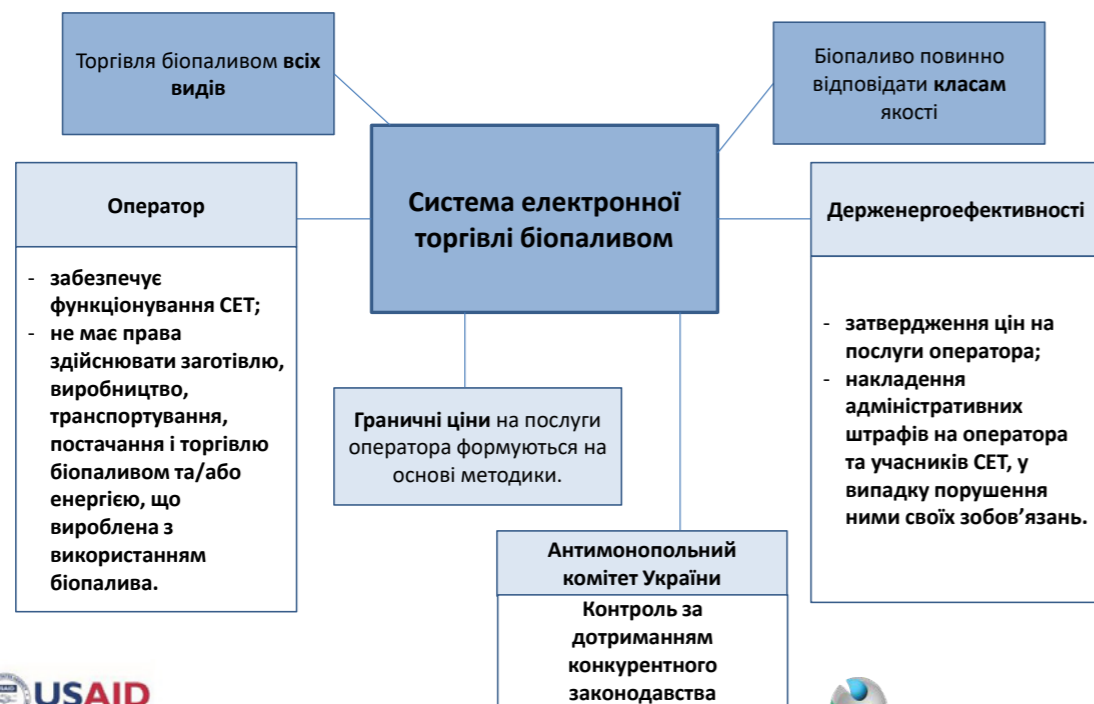 Торгівля біопаливом всіх
видів
Біопаливо повинно
відповідати класам
якості
Система електронної
торгівлі біопаливом
Оператор
- забезпечує
функціонування СЕТ;
- не має права
здійснювати заготівлю,
виробництво,
транспортування,
постачання і торгівлю
біопаливом та/або
енергією, що
вироблена з
використанням
біопалива.
Держенергоефективності
- затвердження цін на
послуги оператора;
- накладення
адміністративних
штрафів на оператора
та учасників СЕТ, у
випадку порушення
ними своїх зобов’язань.
Граничні ціни на послуги
оператора формуються на
основі методики.
Антимонопольний
комітет України
Контроль за
дотриманням
конкурентного
законодавства
USAID